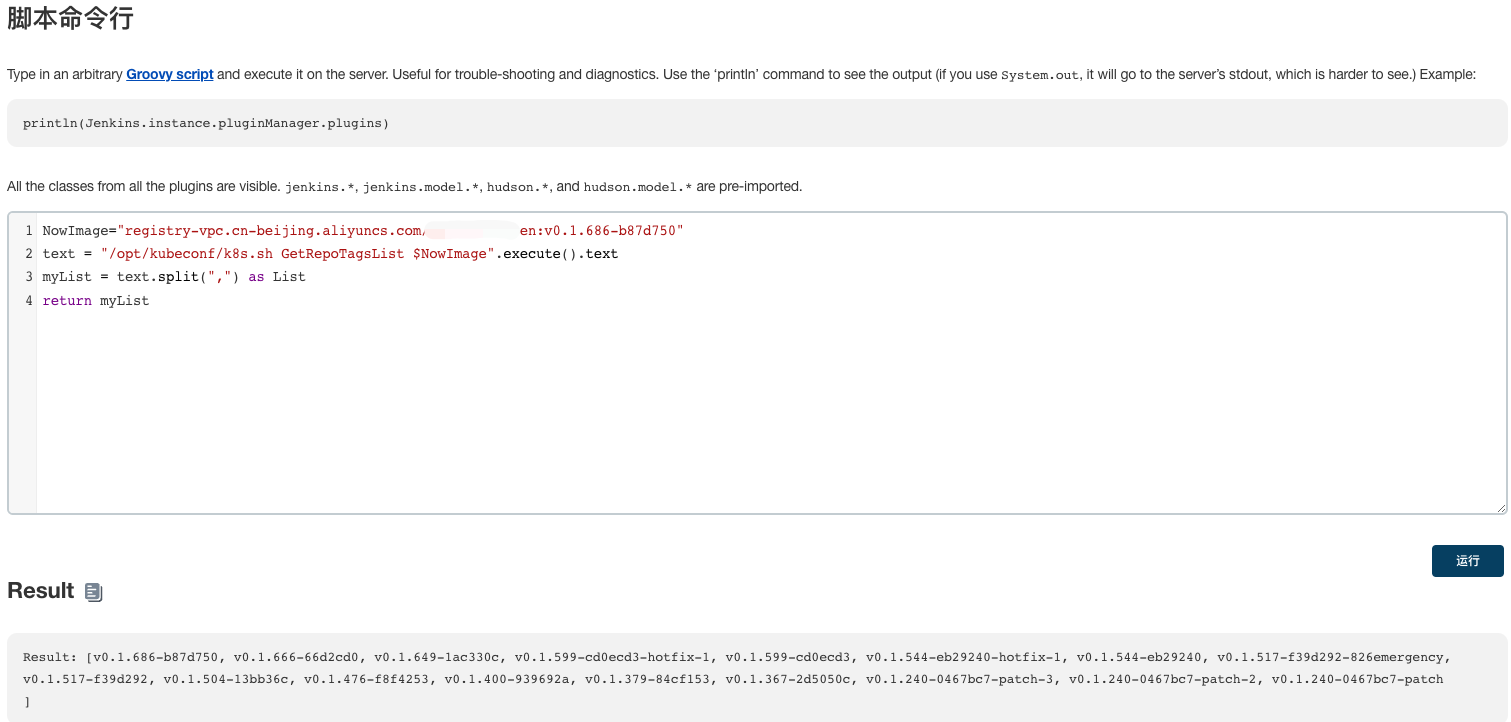 脚本命令行
Type in an arbitrary Groovy script and execute it on the server. Useful for trouble-shooting and diagnostics. Use the ‘println’ command to see the output (if you use System.out, it will go to the server’s stdout, which is harder to see.) Example:
println(Jenkins.instance.pluginManager.plugins)
All the classes from all the plugins are visible. jenkins.*, jenkins.model.*, hudson.*, and hudson.model.* are pre-imported.
1 NowImage="registry-vpc.cn-beijing.aliyuncs.com/ en:v0.1.686-b87d750"
2 text = "/opt/kubeconf/k8s.sh GetRepoTagsList $NowImage".execute().text
3 myList = text.split(",") as List
4 return myList
运行
Result
Result: [v0.1.686-b87d750, v0.1.666-66d2cd0, v0.1.649-1ac330c, v0.1.599-cd0ecd3-hotfix-1, v0.1.599-cd0ecd3, v0.1.544-eb29240-hotfix-1, v0.1.544-eb29240, v0.1.517-f39d292-826emergency,
v0.1.517-f39d292, v0.1.504-13bb36c, v0.1.476-f8f4253, v0.1.400-939692a, v0.1.379-84cf153, v0.1.367-2d5050c, v0.1.240-0467bc7-patch-3, v0.1.240-0467bc7-patch-2, v0.1.240-0467bc7-patch
]